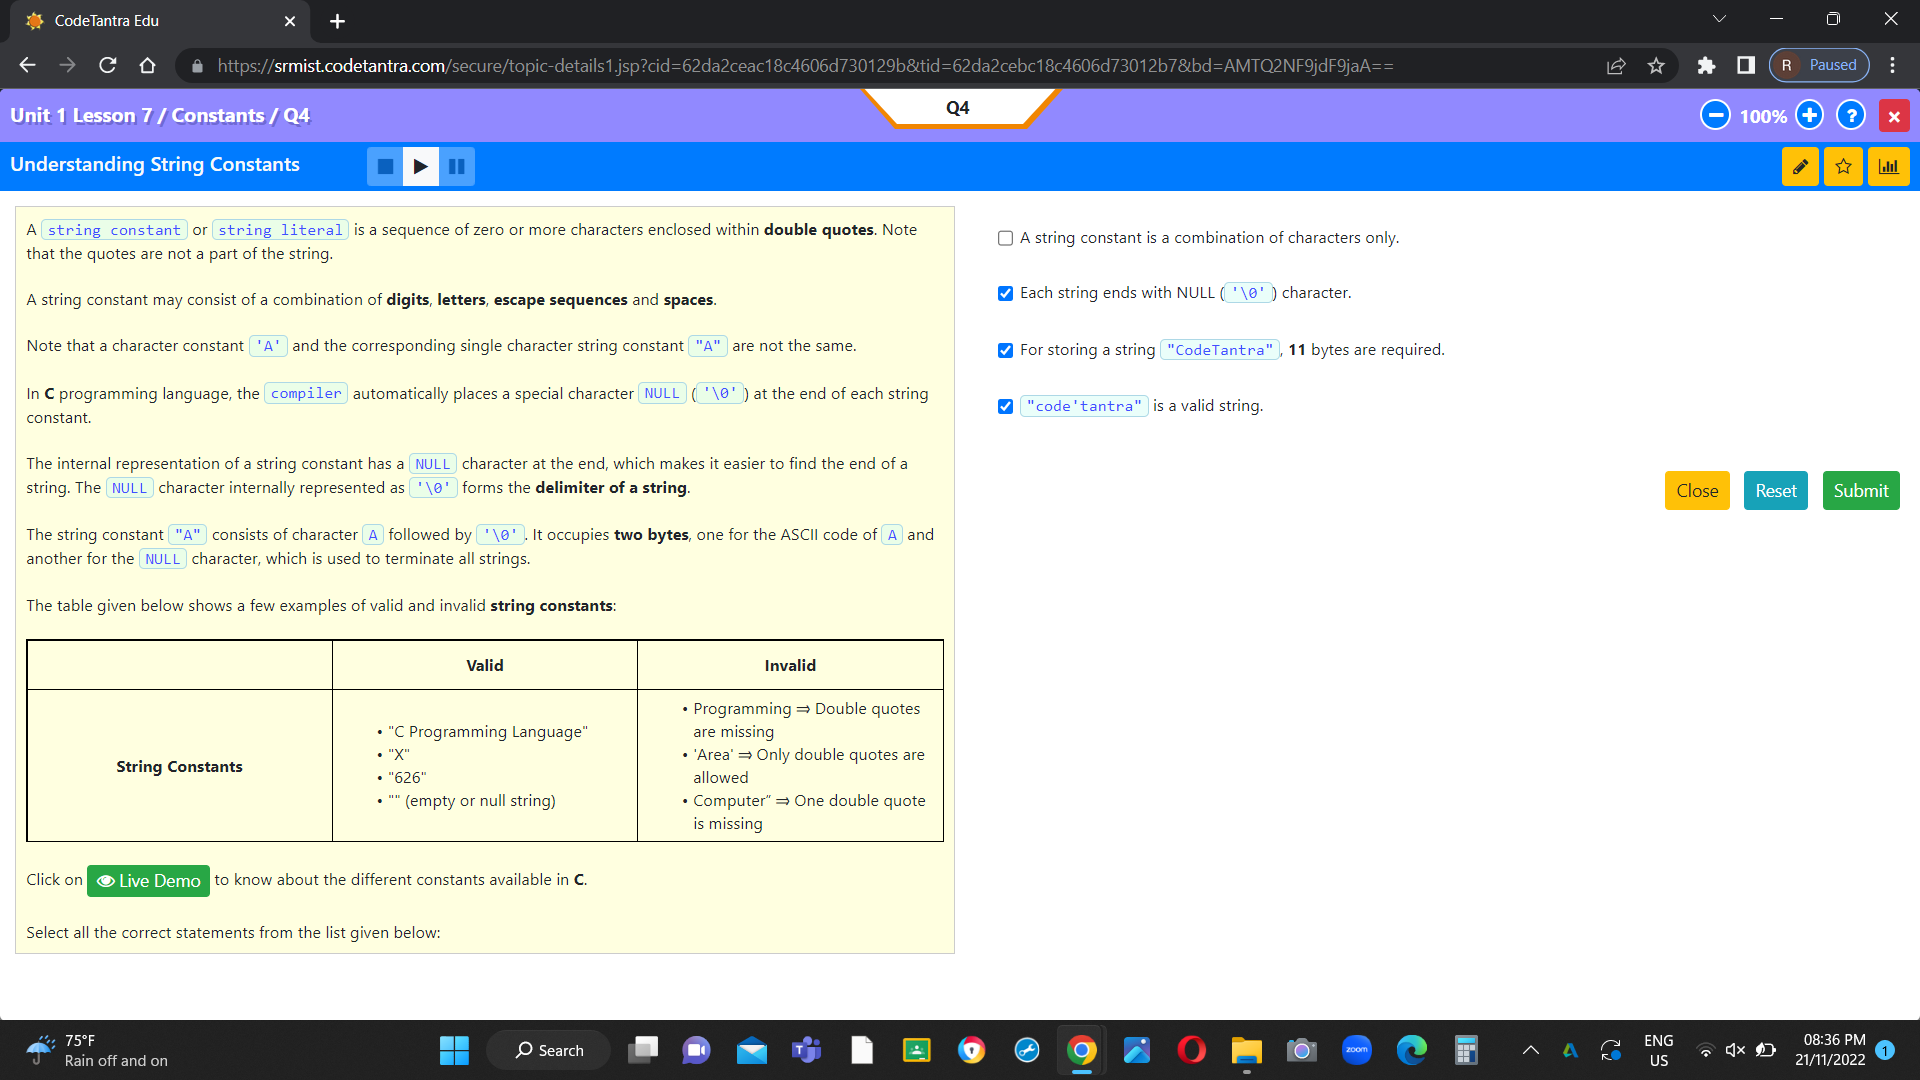 CodeTantra Edu
https://srmist.codetantra.com/secure/topic-details1.jsp?cid=62da2ceac18c4606d730129b&tid=62da2cebc18c4606d73012b7&bd=AMTQ2NF9jdF9jaA==
R Paused
Unit 1 Lesson 7 / Constants / Q4
Q4
100%
?
Understanding String Constants
A string constant or string literal is a sequence of zero or more characters enclosed within double quotes. Note
that the quotes are not a part of the string.
A string constant may consist of a combination of digits, letters, escape sequences and spaces.
Note that a character constant 'A' and the corresponding single character string constant "A" are not the same.
In C programming language, the compiler automatically places a special character NULL ( '\0' ) at the end of each string
constant.
The internal representation of a string constant has a NULL character at the end, which makes it easier to find the end of a
string. The NULL character internally represented as '\0' forms the delimiter of a string.
The string constant "A" consists of character A followed by '\0'. It occupies two bytes, one for the ASCII code of A and
another for the NULL character, which is used to terminate all strings.
The table given below shows a few examples of valid and invalid string constants:
Valid
Invalid
String Constants
• "C Programming Language"
• "X"
• "626"
• "" (empty or null string)
• Programming ⇒ Double quotes
are missing
• 'Area' ⇒ Only double quotes are
allowed
• Computer" ⇒ One double quote
is missing
Click on Live Demo to know about the different constants available in C.
Select all the correct statements from the list given below:
A string constant is a combination of characters only.
Each string ends with NULL ( '\0' ) character.
For storing a string "CodeTantra", 11 bytes are required.
"code'tantra" is a valid string.
Close Reset Submit
75°F
Rain off and on
Search
zoom
ENG
US
08:36 PM
21/11/2022
1